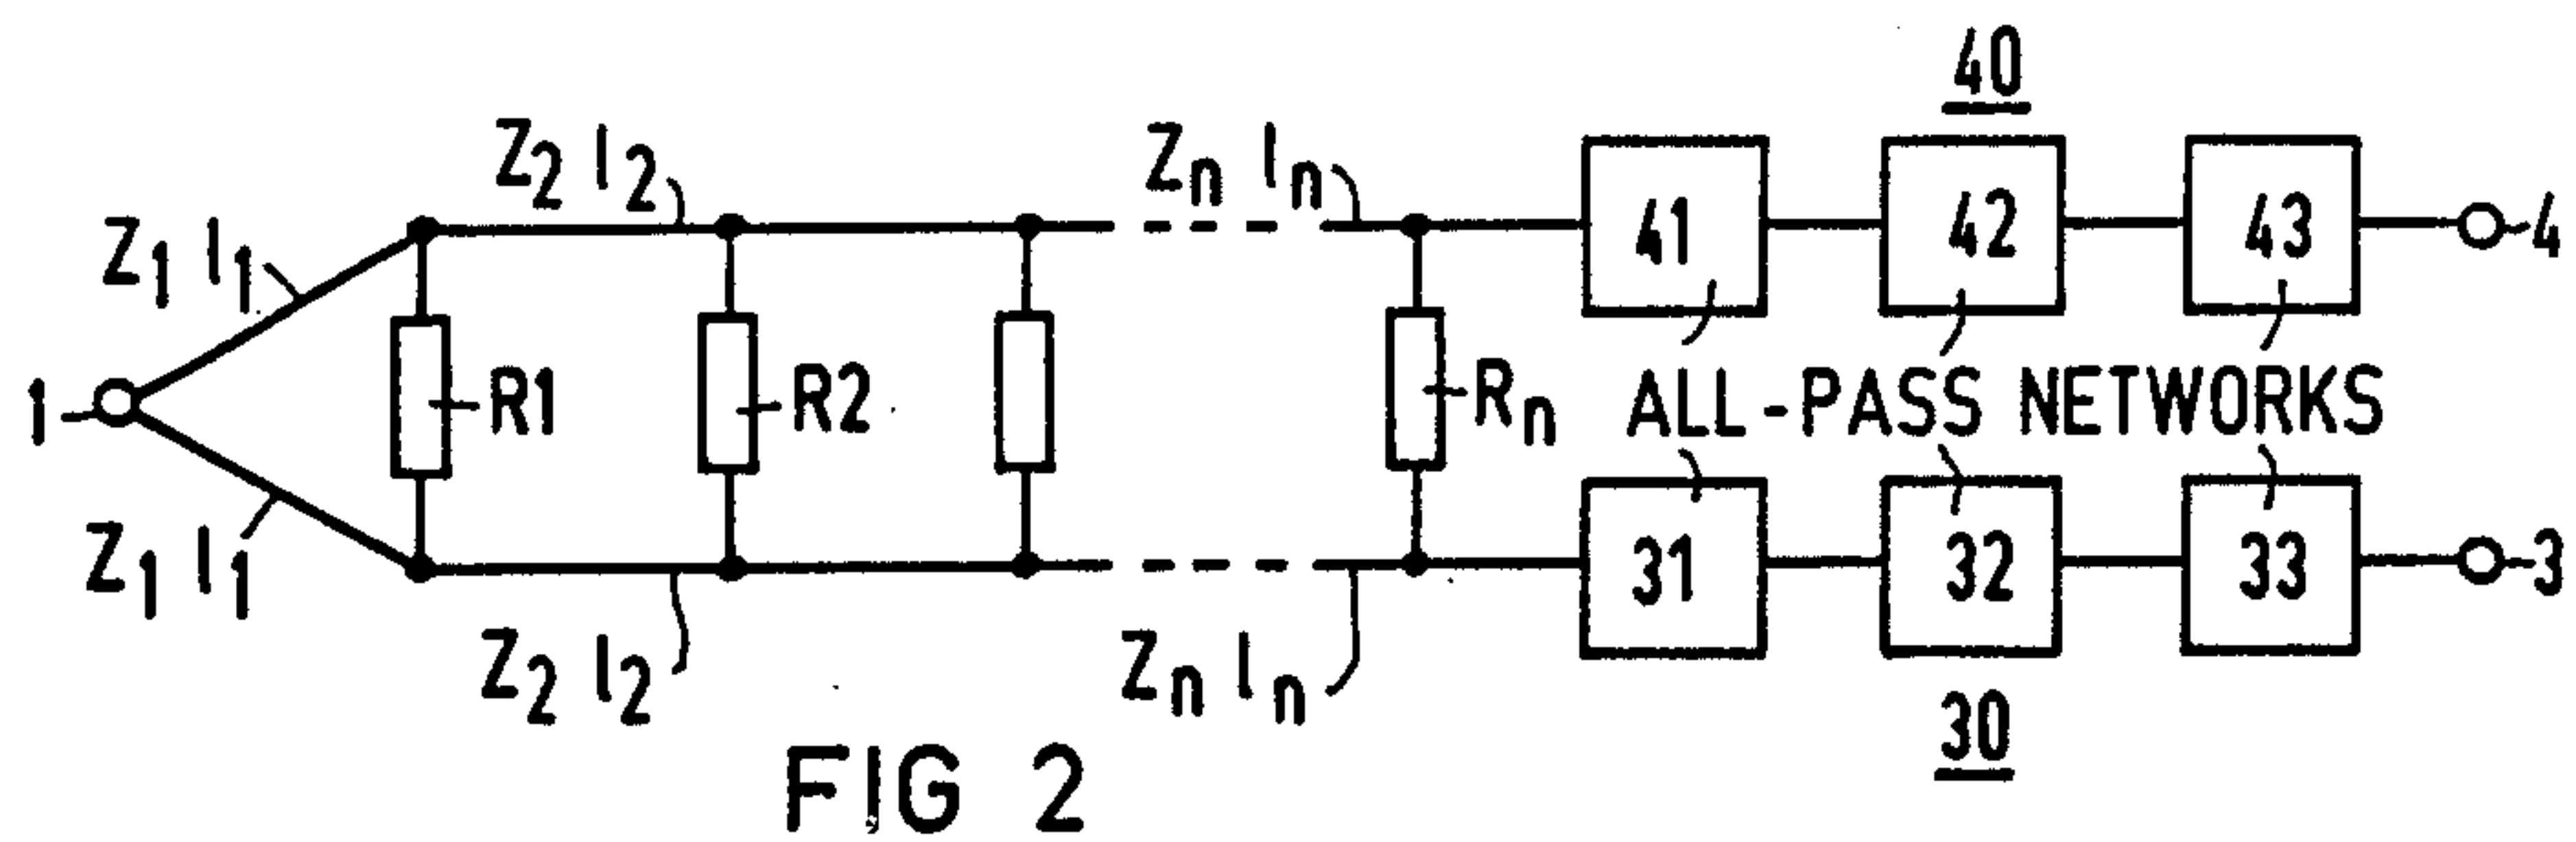 40
Z2 l2
Zn ln
Z1 l1
41
42
43
4
1
R1
R2
Rn
ALL-PASS NETWORKS
Z1 l1
31
32
33
3
Z2 l2
Zn ln
30
FIG 2